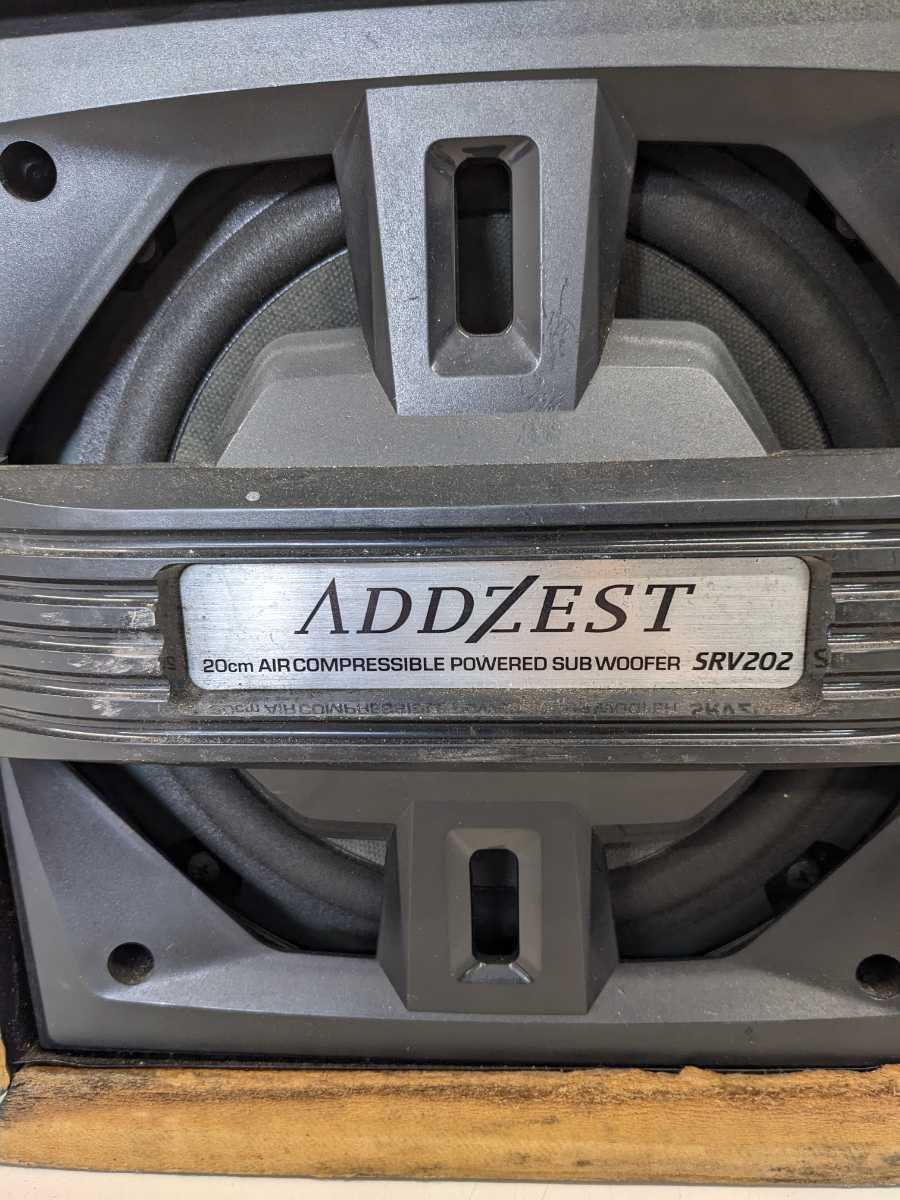 ADDZEST
20cm AIR COMPRESSIBLE POWERED SUB WOOFER SRV202